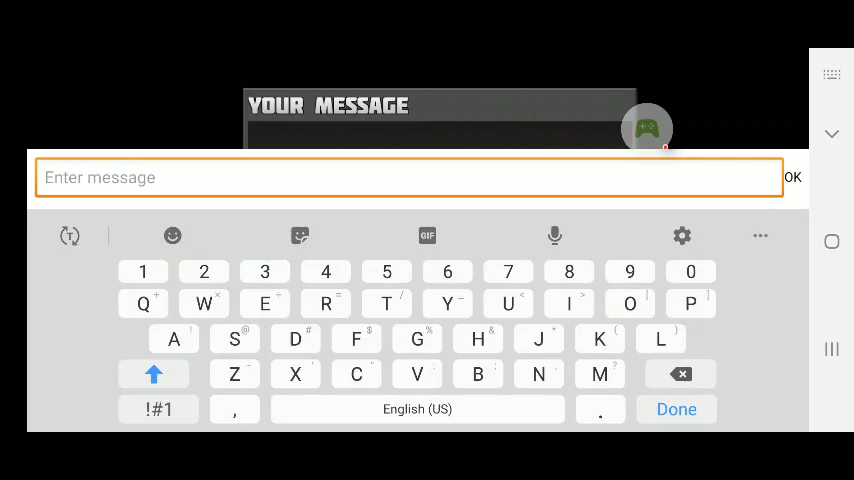 YOUR MESSAGE
Enter message
OK
T GIF
1 2 3 4 5 6 7 8 9 0
Q + W × E ÷ R = T / Y _ U < I > O [ P ]
A ! S @ D # F $ G % H & J * K ( L )
Z - X ' C " V : B ; N , M ?
!#1 , English (US) . Done